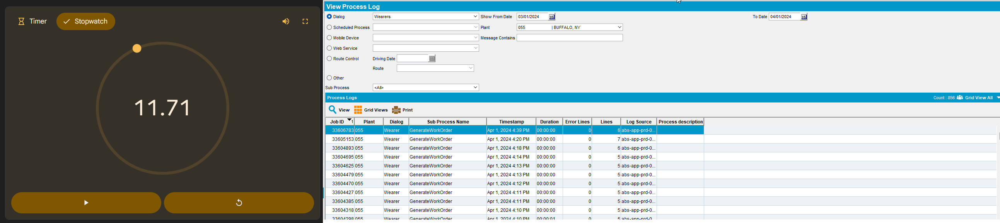 Timer
Stopwatch
11.71
View Process Log
Dialog Wearers Show From Date 03/01/2024 16 To Date 04/01/2024 16
Scheduled Process Plant 055 | BUFFALO, NY
Mobile Device Message Contains
Web Service
Route Control Driving Date 16
Route
Other
Sub Process <All>
Process Logs Count : 856 Grid View All
View Grid Views Print
Job ID 1 Plant Dialog Sub Process Name Timestamp Duration Error Lines Lines Log Source Process description
33606783 055 Wearer GenerateWorkOrder Apr 1, 2024 4:39 PM 00:00:00 0 6 abs-app-prd-0...
33605153 055 Wearer GenerateWorkOrder Apr 1, 2024 4:20 PM 00:00:00 0 7 abs-app-prd-0...
33604893 055 Wearer GenerateWorkOrder Apr 1, 2024 4:18 PM 00:00:00 0 6 abs-app-prd-0...
33604695 055 Wearer GenerateWorkOrder Apr 1, 2024 4:14 PM 00:00:00 0 5 abs-app-prd-0...
33604625 055 Wearer GenerateWorkOrder Apr 1, 2024 4:13 PM 00:00:00 0 5 abs-app-prd-0...
33604479 055 Wearer GenerateWorkOrder Apr 1, 2024 4:13 PM 00:00:00 0 5 abs-app-prd-0...
33604470 055 Wearer GenerateWorkOrder Apr 1, 2024 4:12 PM 00:00:00 0 5 abs-app-prd-0...
33604427 055 Wearer GenerateWorkOrder Apr 1, 2024 4:11 PM 00:00:00 0 5 abs-app-prd-0...
33604385 055 Wearer GenerateWorkOrder Apr 1, 2024 4:11 PM 00:00:00 0 5 abs-app-prd-0...
33604318 055 Wearer GenerateWorkOrder Apr 1, 2024 4:10 PM 00:00:00 0 5 abs-app-prd-0...
33604298 055 Wearer GenerateWorkOrder Apr 1, 2024 4:10 PM 00:00:01 0 5 abs-app-prd-0...